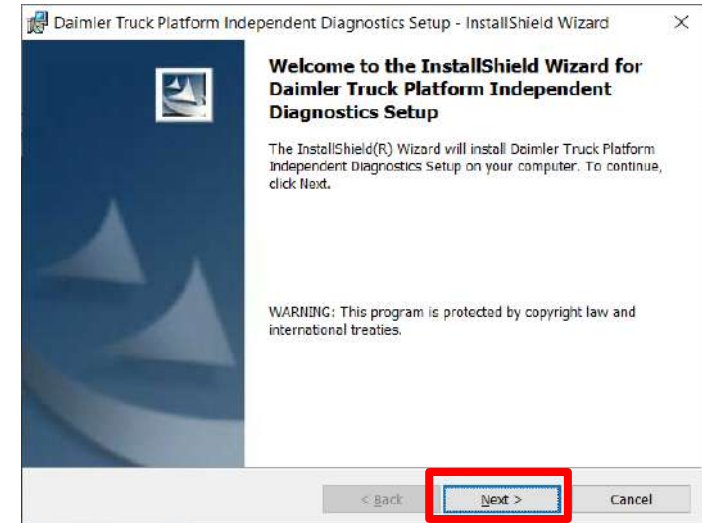 Daimler Truck Platform Independent Diagnostics Setup - InstallShield Wizard
Welcome to the InstallShield Wizard for
Daimler Truck Platform Independent
Diagnostics Setup
The InstallShield(R) Wizard will install Daimler Truck Platform
Independent Diagnostics Setup on your computer. To continue,
click Next.
WARNING: This program is protected by copyright law and
international treaties.
< Back
Next >
Cancel